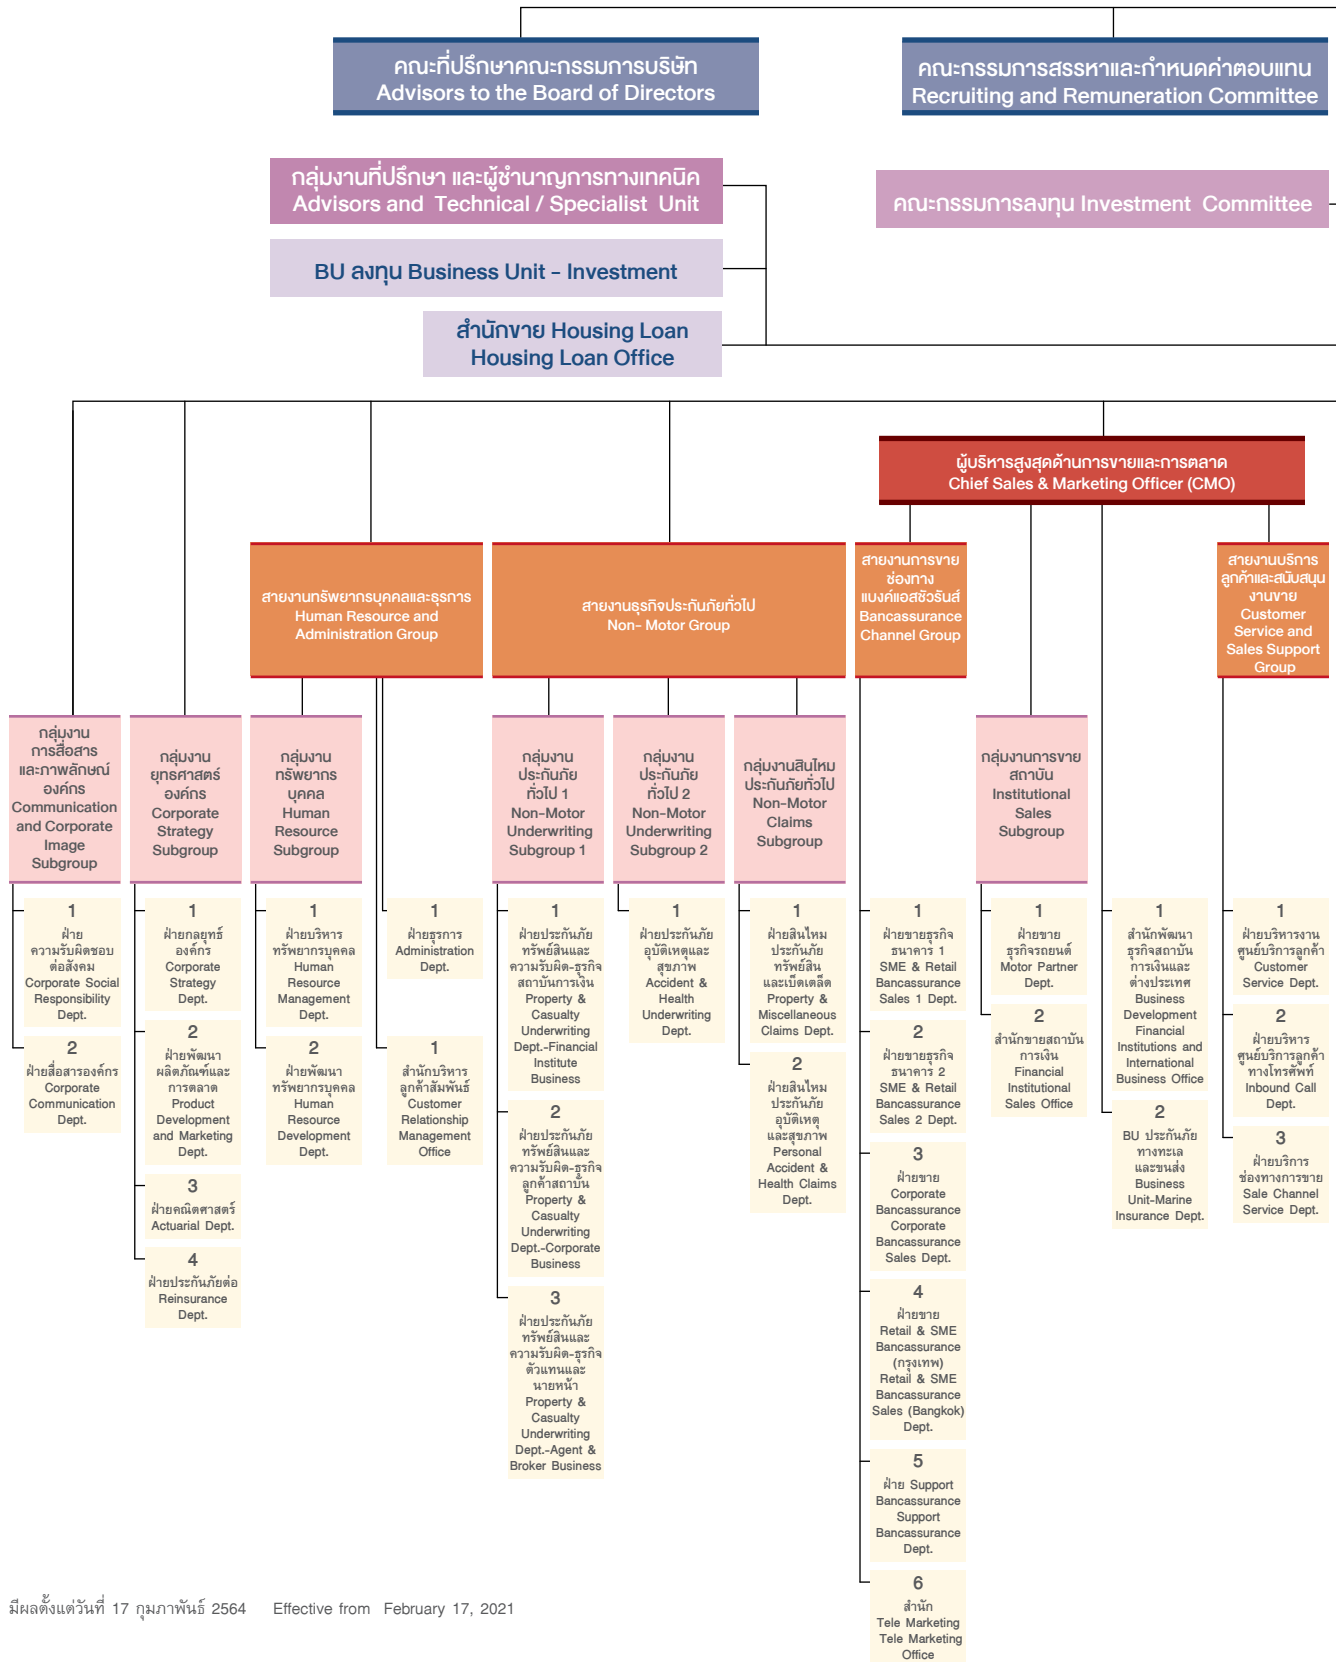 คณะที่ปรึกษาคณะกรรมการบริษัท
Advisors to the Board of Directors
คณะกรรมการสรรหาและกำหนดค่าตอบแทน
Recruiting and Remuneration Committee
กลุ่มงานที่ปรึกษา และผู้ชำนาญการทางเทคนิค
Advisors and Technical / Specialist Unit
คณะกรรมการลงทุน Investment Committee
BU ลงทุน Business Unit - Investment
สำนักขาย Housing Loan
Housing Loan Office
ผู้บริหารสูงสุดด้านการขายและการตลาด
Chief Sales & Marketing Officer (CMO)
สายงานทรัพยากรบุคคลและธุรการ
Human Resource and
Administration Group
สายงานธุรกิจประกันภัยทั่วไป
Non- Motor Group
สายงานการขาย
ช่องทาง
แบงค์แอสชัวรันส์
Bancassurance
Channel Group
สายงานบริการ
ลูกค้าและสนับสนุน
งานขาย
Customer
Service and
Sales Support
Group
กลุ่มงาน
การสื่อสาร
และภาพลักษณ์
องค์กร
Communication
and Corporate
Image
Subgroup
กลุ่มงาน
ยุทธศาสตร์
องค์กร
Corporate
Strategy
Subgroup
กลุ่มงาน
ทรัพยากร
บุคคล
Human
Resource
Subgroup
กลุ่มงาน
ประกันภัย
ทั่วไป 1
Non-Motor
Underwriting
Subgroup 1
กลุ่มงาน
ประกันภัย
ทั่วไป 2
Non-Motor
Underwriting
Subgroup 2
กลุ่มงานสินไหม
ประกันภัยทั่วไป
Non-Motor
Claims
Subgroup
กลุ่มงานการขาย
สถาบัน
Institutional
Sales
Subgroup
1
ฝ่าย
ความรับผิดชอบ
ต่อสังคม
Corporate Social
Responsibility
Dept.
2
ฝ่ายสื่อสารองค์กร
Corporate
Communication
Dept.
1
ฝ่ายกลยุทธ์
องค์กร
Corporate
Strategy
Dept.
2
ฝ่ายพัฒนา
ผลิตภัณฑ์และ
การตลาด
Product
Development
and Marketing
Dept.
3
ฝ่ายคณิตศาสตร์
Actuarial Dept.
4
ฝ่ายประกันภัยต่อ
Reinsurance
Dept.
1
ฝ่ายบริหาร
ทรัพยากรบุคคล
Human
Resource
Management
Dept.
2
ฝ่ายพัฒนา
ทรัพยากรบุคคล
Human
Resource
Development
Dept.
1
ฝ่ายธุรการ
Administration
Dept.
1
สำนักบริหาร
ลูกค้าสัมพันธ์
Customer
Relationship
Management
Office
1
ฝ่ายประกันภัย
ทรัพย์สินและ
ความรับผิด-ธุรกิจ
สถาบันการเงิน
Property &
Casualty
Underwriting
Dept.-Financial
Institute
Business
2
ฝ่ายประกันภัย
ทรัพย์สินและ
ความรับผิด-ธุรกิจ
ลูกค้าสถาบัน
Property &
Casualty
Underwriting
Dept.-Corporate
Business
3
ฝ่ายประกันภัย
ทรัพย์สินและ
ความรับผิด-ธุรกิจ
ตัวแทนและ
นายหน้า
Property &
Casualty
Underwriting
Dept.-Agent &
Broker Business
1
ฝ่ายประกันภัย
อุบัติเหตุและ
สุขภาพ
Accident &
Health
Underwriting
Dept.
1
ฝ่ายสินไหม
ประกันภัย
ทรัพย์สิน
และเบ็ดเตล็ด
Property &
Miscellaneous
Claims Dept.
2
ฝ่ายสินไหม
ประกันภัย
อุบัติเหตุ
และสุขภาพ
Personal
Accident &
Health Claims
Dept.
1
ฝ่ายขายธุรกิจ
ธนาคาร 1
SME & Retail
Bancassurance
Sales 1 Dept.
2
ฝ่ายขายธุรกิจ
ธนาคาร 2
SME & Retail
Bancassurance
Sales 2 Dept.
3
ฝ่ายขาย
Corporate
Bancassurance
Corporate
Bancassurance
Sales Dept.
4
ฝ่ายขาย
Retail & SME
Bancassurance
(กรุงเทพ)
Retail & SME
Bancassurance
Sales (Bangkok)
Dept.
5
ฝ่าย Support
Bancassurance
Support
Bancassurance
Dept.
6
สำนัก
Tele Marketing
Tele Marketing
Office
1
ฝ่ายขาย
ธุรกิจรถยนต์
Motor Partner
Dept.
2
สำนักขายสถาบัน
การเงิน
Financial
Institutional
Sales Office
1
สำนักพัฒนา
ธุรกิจสถาบัน
การเงินและ
ต่างประเทศ
Business
Development
Financial
Institutions and
International
Business Office
2
BU ประกันภัย
ทางทะเล
และขนส่ง
Business
Unit-Marine
Insurance Dept.
1
ฝ่ายบริหารงาน
ศูนย์บริการลูกค้า
Customer
Service Dept.
2
ฝ่ายบริหาร
ศูนย์บริการลูกค้า
ทางโทรศัพท์
Inbound Call
Dept.
3
ฝ่ายบริการ
ช่องทางการขาย
Sale Channel
Service Dept.
มีผลตั้งแต่วันที่ 17 กุมภาพันธ์ 2564 Effective from February 17, 2021